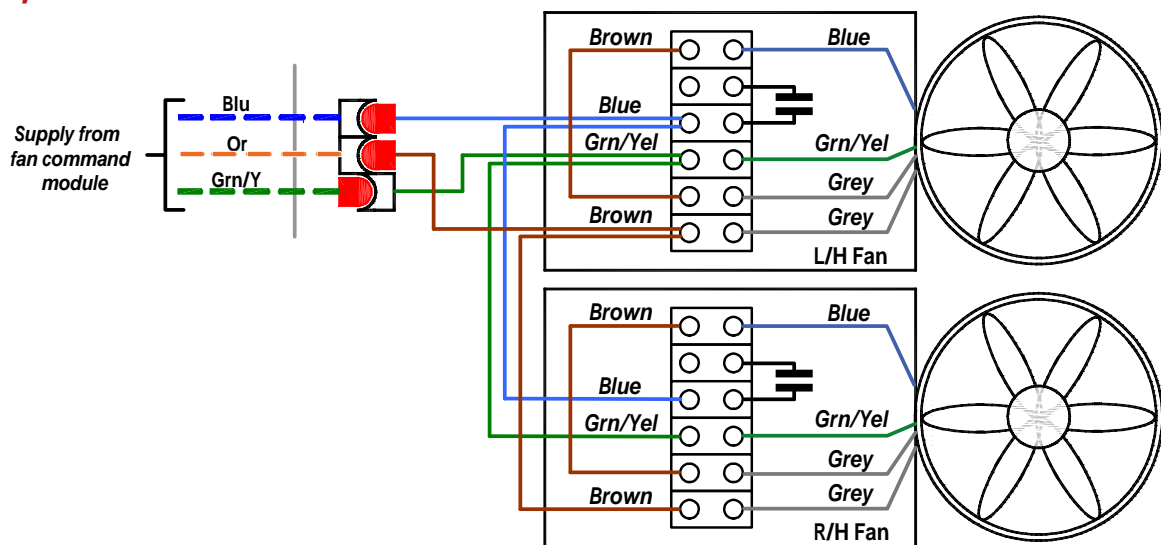 Supply from
fan command
module
Blu
Or
Grn/Y
Brown
Blue
Blue
Grn/Yel
Grn/Yel
Grey
Brown
Grey
L/H Fan
Brown
Blue
Blue
Grn/Yel
Grn/Yel
Grey
Brown
Grey
R/H Fan